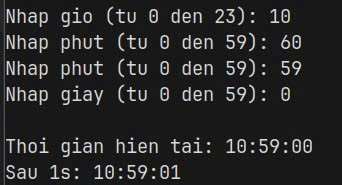 Nhap gio (tu 0 den 23): 10
Nhap phut (tu 0 den 59): 60
Nhap phut (tu 0 den 59): 59
Nhap giay (tu 0 den 59): 0
Thoi gian hien tai: 10:59:00
Sau 1s: 10:59:01